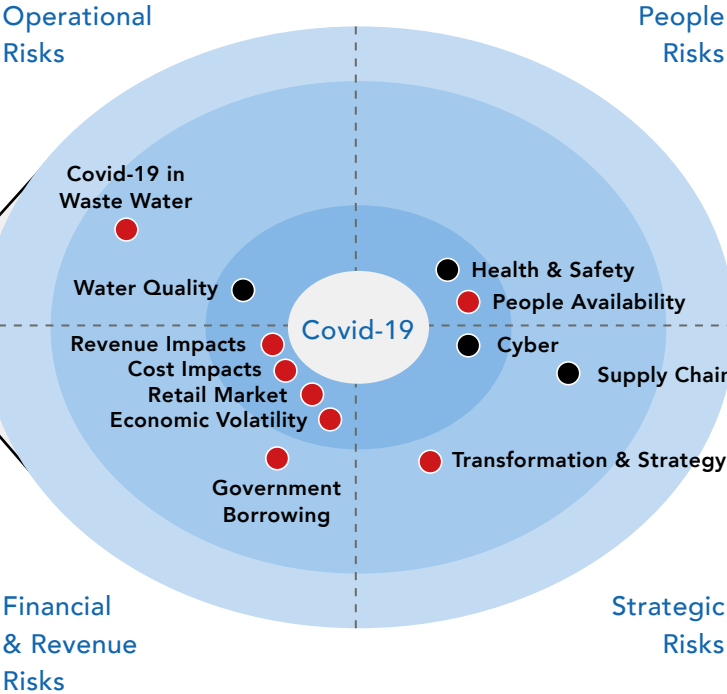 Operational
Risks
People
Risks
Covid-19 in
Waste Water
Water Quality
Health & Safety
People Availability
Covid-19
Revenue Impacts
Cyber
Cost Impacts
Supply Chain
Retail Market
Economic Volatility
Transformation & Strategy
Government
Borrowing
Financial
& Revenue
Risks
Strategic
Risks